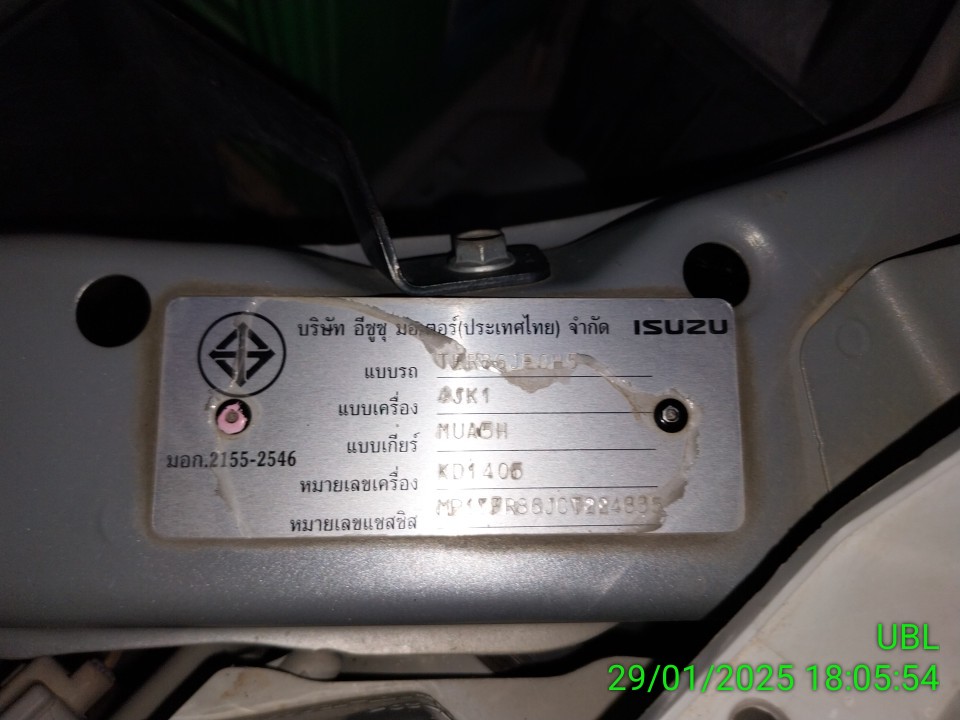 บริษัท อีซูซุ มอเตอร์(ประเทศไทย) จำกัด ISUZU
แบบรถ
แบบเครื่อง 4JK1
แบบเกียร์ MUA5H
มอก.2155-2546
หมายเลขเครื่อง KD1405
หมายเลขแชสซิส
UBL
29/01/2025 18:05:54